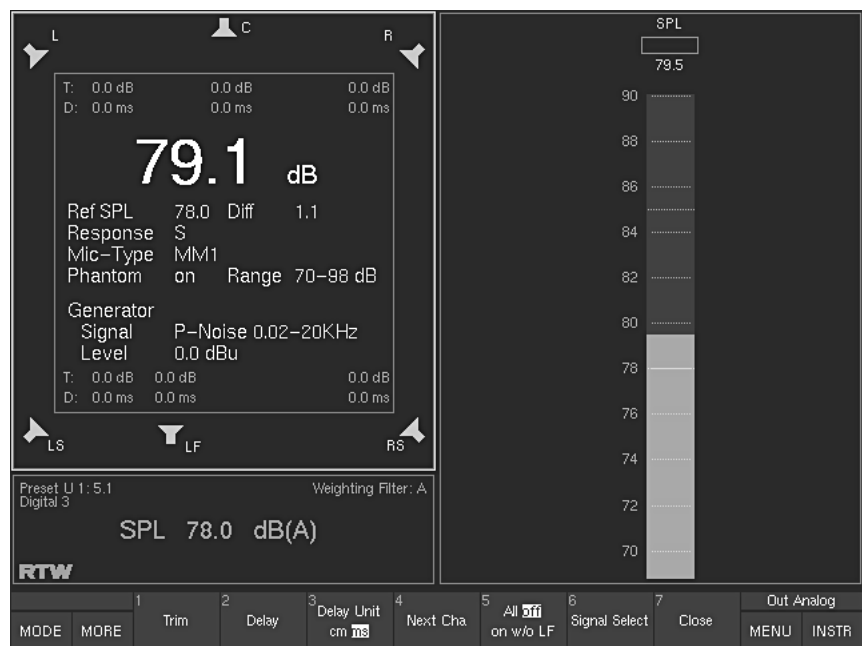 L C R
T: 0.0 dB 0.0 dB 0.0 dB
D: 0.0 ms 0.0 ms 0.0 ms
79.1 dB
Ref SPL 78.0 Diff 1.1
Response S
Mic-Type MM1
Phantom on Range 70-98 dB
Generator
Signal P-Noise 0.02-20KHz
Level 0.0 dBu
T: 0.0 dB 0.0 dB 0.0 dB
D: 0.0 ms 0.0 ms 0.0 ms
LS LF RS
Preset U 1: 5.1 Weighting Filter: A
Digital 3
SPL 78.0 dB(A)
RTW
SPL
79.5
90
88
86
84
82
80
78
76
74
72
70
MODE MORE
1 Trim
2 Delay
3 Delay Unit
cm ms
4 Next Cha
5 All off
on w/o LF
6 Signal Select
7 Close
Out Analog
MENU INSTR